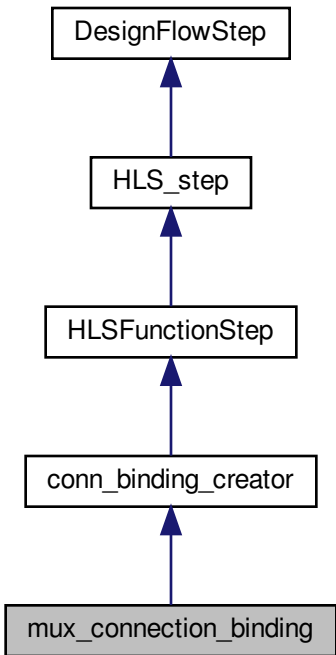 DesignFlowStep
HLS_step
HLSFunctionStep
conn_binding_creator
mux_connection_binding